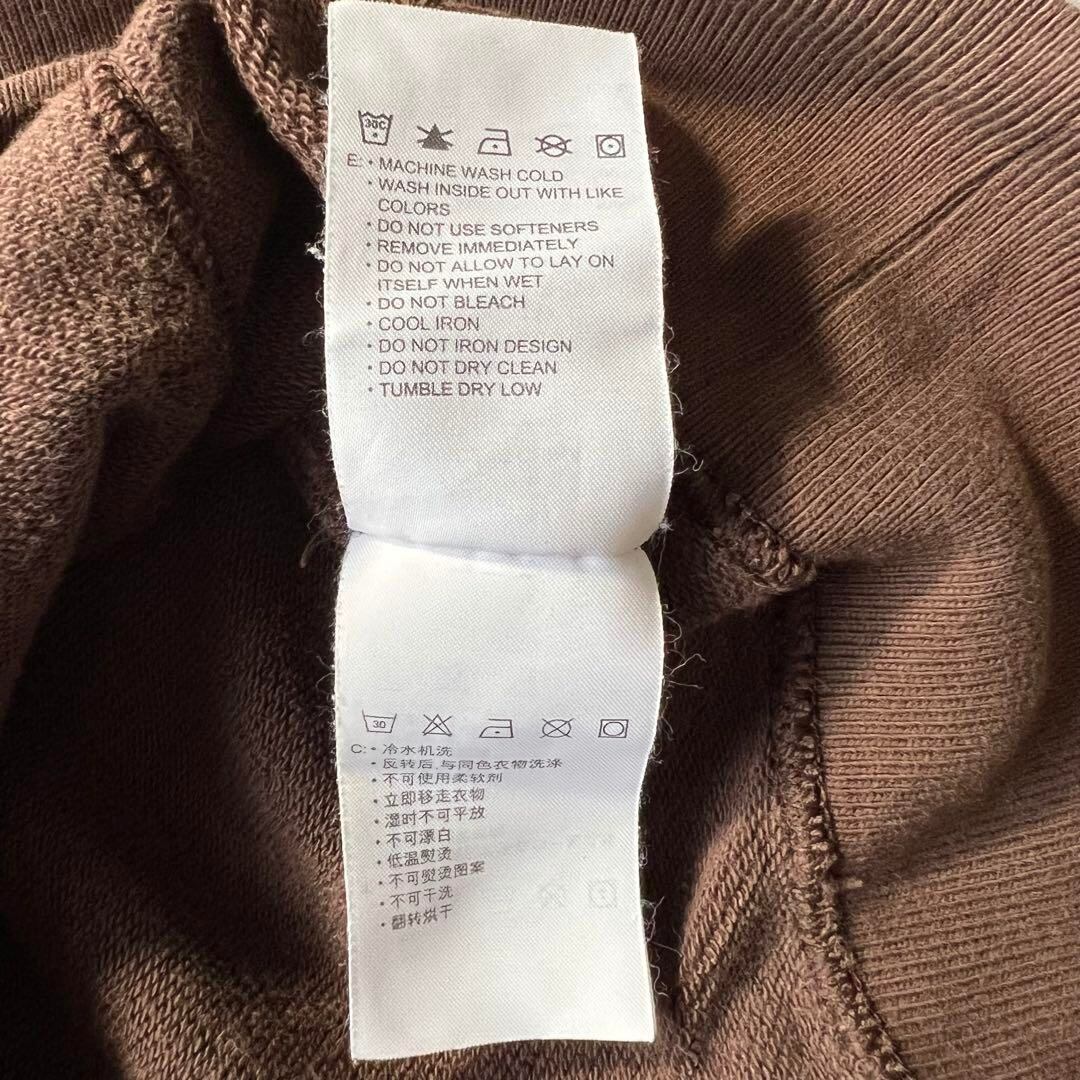 30C
E: • MACHINE WASH COLD
• WASH INSIDE OUT WITH LIKE
COLORS
• DO NOT USE SOFTENERS
• REMOVE IMMEDIATELY
• DO NOT ALLOW TO LAY ON
ITSELF WHEN WET
• DO NOT BLEACH
• COOL IRON
• DO NOT IRON DESIGN
• DO NOT DRY CLEAN
• TUMBLE DRY LOW
30
C: • 冷水机洗
• 反转后,与同色衣物洗涤
• 不可使用柔软剂
• 立即移走衣物
• 湿时不可平放
• 不可漂白
• 低温熨烫
• 不可熨烫图案
• 不可干洗
• 翻转烘干